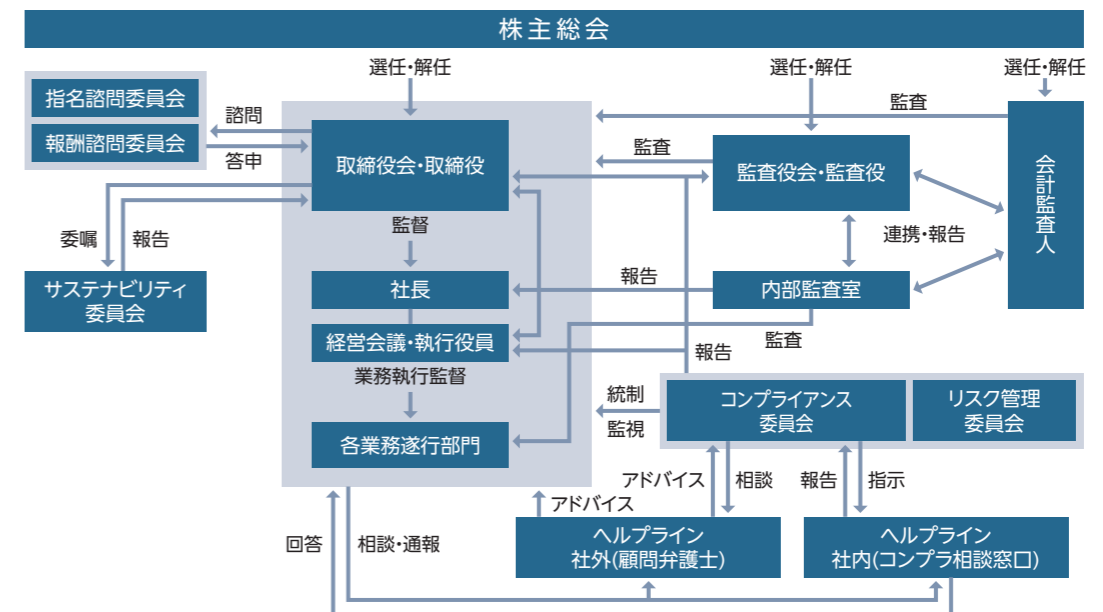 株主総会
選任・解任
選任・解任
選任・解任
指名諮問委員会
報酬諮問委員会
諮問
答申
取締役会・取締役
監査
監査
監査役会・監査役
会計監査人
委嘱
報告
監督
連携・報告
サステナビリティ
委員会
社長
報告
内部監査室
経営会議・執行役員
監査
報告
業務執行監督
統制
監視
コンプライアンス
委員会
リスク管理
委員会
各業務遂行部門
アドバイス
相談
報告
指示
アドバイス
回答
相談・通報
ヘルプライン
社外(顧問弁護士)
ヘルプライン
社内(コンプラ相談窓口)